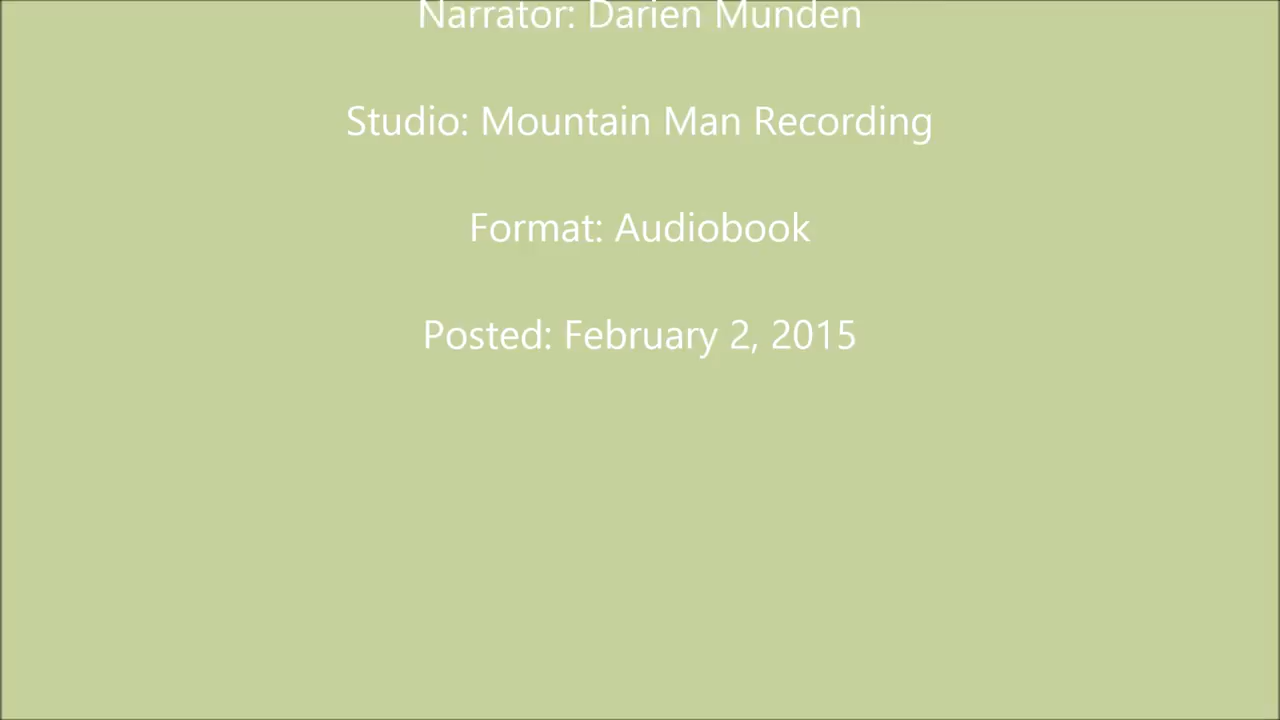 Narrator: Darien Munden
Studio: Mountain Man Recording
Format: Audiobook
Posted: February 2, 2015